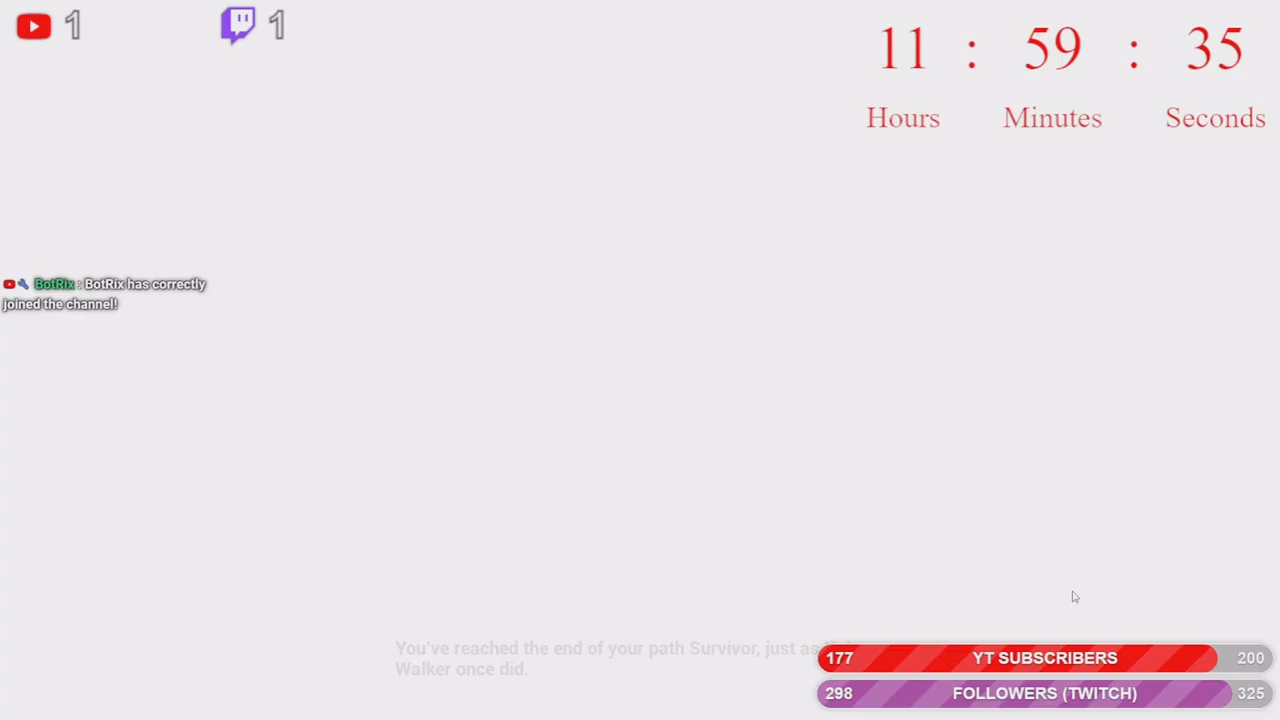 1
1
11 : 59 : 35
Hours Minutes Seconds
BotRix : BotRix has correctly
joined the channel!
You've reached the end of your path Survivor, just as
Walker once did.
177 YT SUBSCRIBERS 200
298 FOLLOWERS (TWITCH) 325